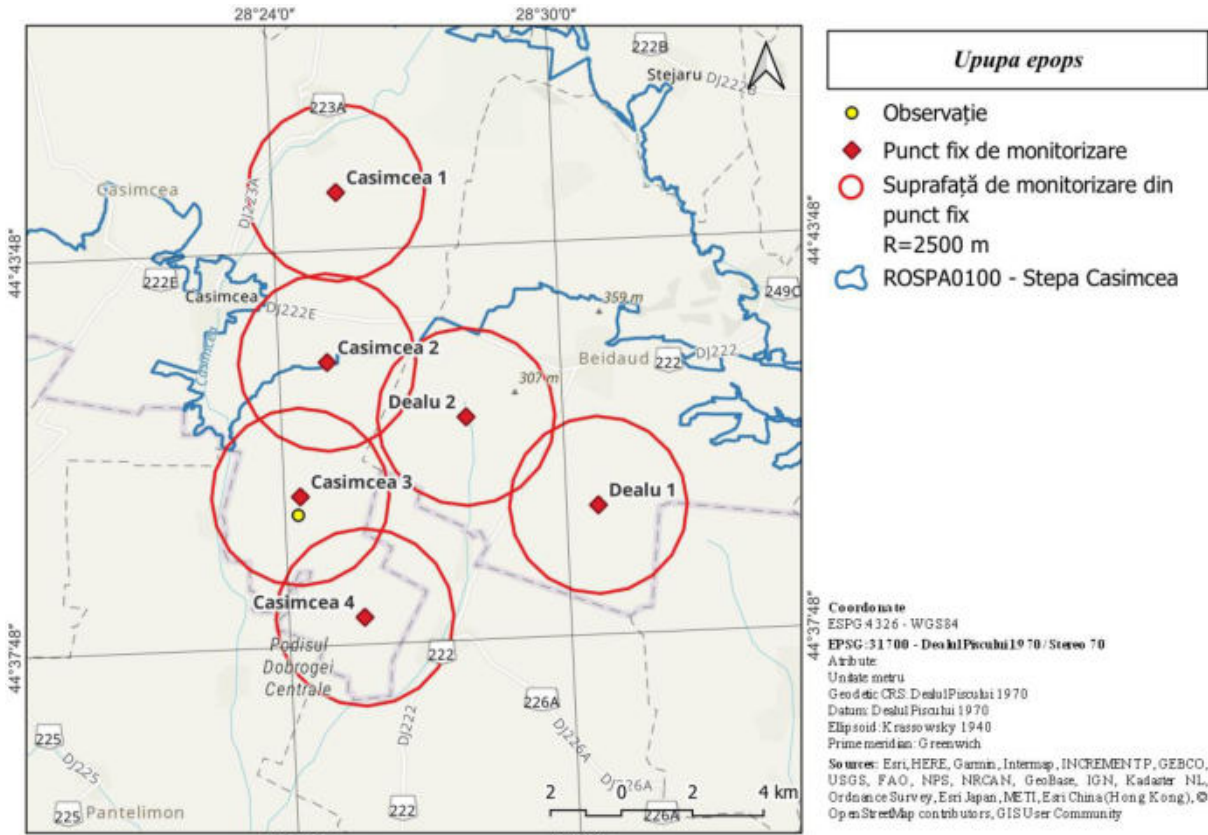 28°24'0"
28°30'0"
222B
Stejaru
DJ222B
223A
Casimcea 1
Casimcea
DJ223A
44°43'48"
44°43'48"
222E
249C
Casimcea
DJ222E
359 m
Casimcea
Casimcea 2
Beidaud
222
DJ222
307 m
Dealu 2
Casimcea 3
Dealu 1
Casimcea 4
44°37'48"
44°37'48"
Podisul
Dobrogei
Centrale
222
226A
225
DJ225
DJ222
DJ226A
DJ226A
Pantelimon
225
222
226A
2 0 2 4 km
Upupa epops
Observație
Punct fix de monitorizare
Suprafață de monitorizare din
punct fix
R=2500 m
ROSPA0100 - Stepa Casimcea
Coordonate
ESPG:4326 - WGS84
EPSG:31700 - Dealul Piscului 1970 / Stereo 70
Atribute
Unitate metru
Geodetic CRS: Dealul Piscului 1970
Datum: Dealul Piscului 1970
Ellipsoid: Krassowsky 1940
Prime meridian: Greenwich
Sources: Esri, HERE, Garmin, Intermap, INCREMENT P, GEBCO,
USGS, FAO, NPS, NRCAN, GeoBase, IGN, Kadaster NL,
Ordnance Survey, Esri Japan, METI, Esri China (Hong Kong), ©
OpenStreetMap contributors, GIS User Community